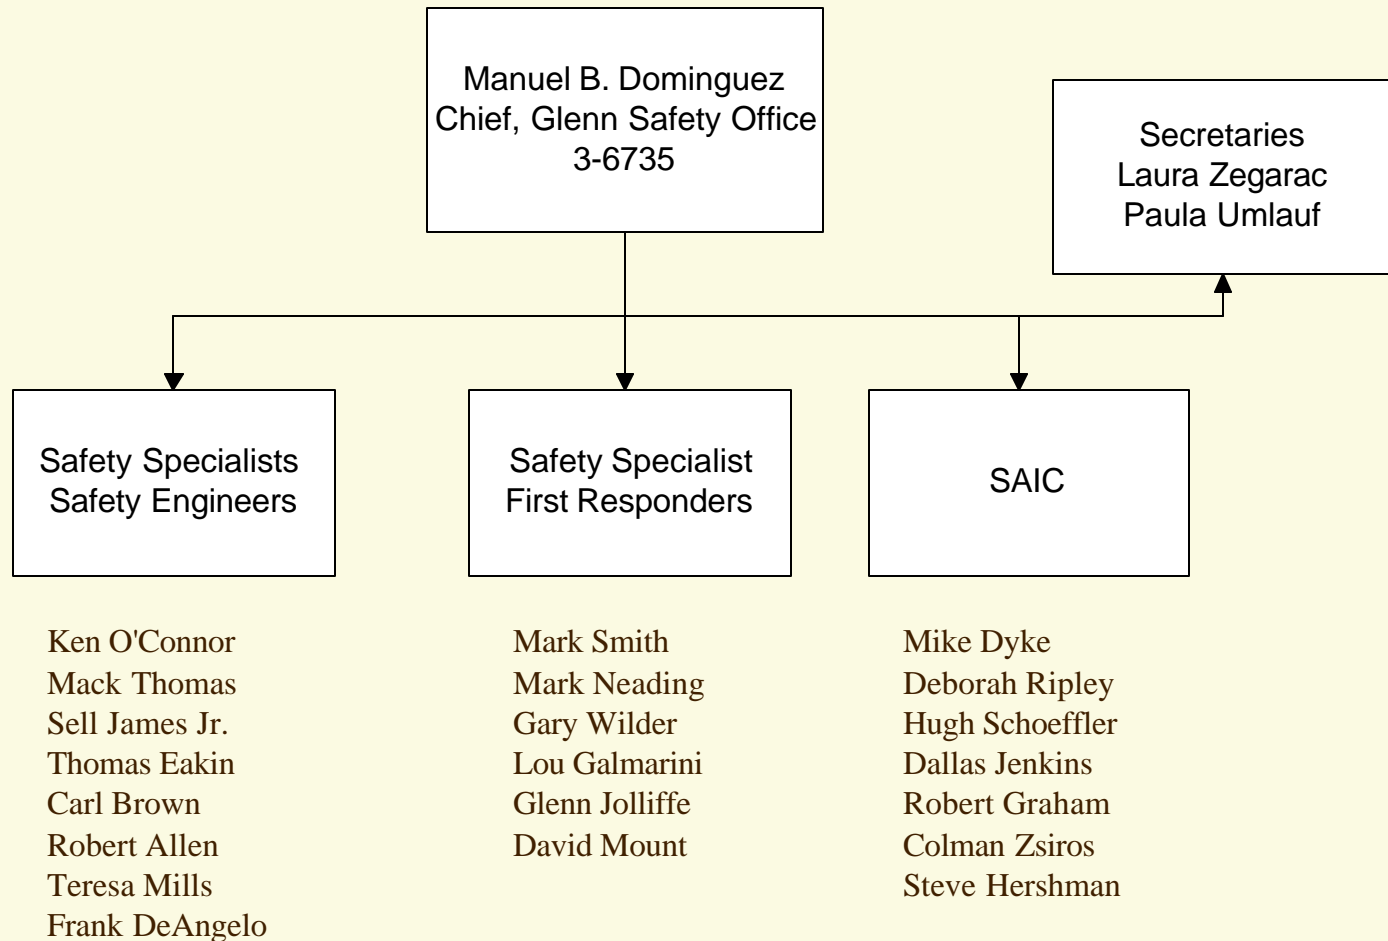 Manuel B. Dominguez
Chief, Glenn Safety Office
3-6735
Secretaries
Laura Zegarac
Paula Umlauf
Safety Specialists
Safety Engineers
Safety Specialist
First Responders
SAIC
Ken O'Connor
Mack Thomas
Sell James Jr.
Thomas Eakin
Carl Brown
Robert Allen
Teresa Mills
Frank DeAngelo
Mark Smith
Mark Neading
Gary Wilder
Lou Galmarini
Glenn Jolliffe
David Mount
Mike Dyke
Deborah Ripley
Hugh Schoeffler
Dallas Jenkins
Robert Graham
Colman Zsiros
Steve Hershman